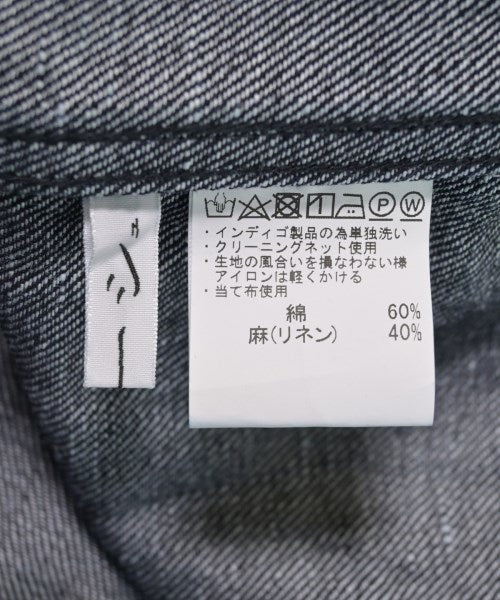 P W
・インディゴ製品の為単独洗い
・クリーニングネット使用
・生地の風合いを損なわない様
アイロンは軽くかける
・当て布使用
綿 60%
麻(リネン) 40%
ジー